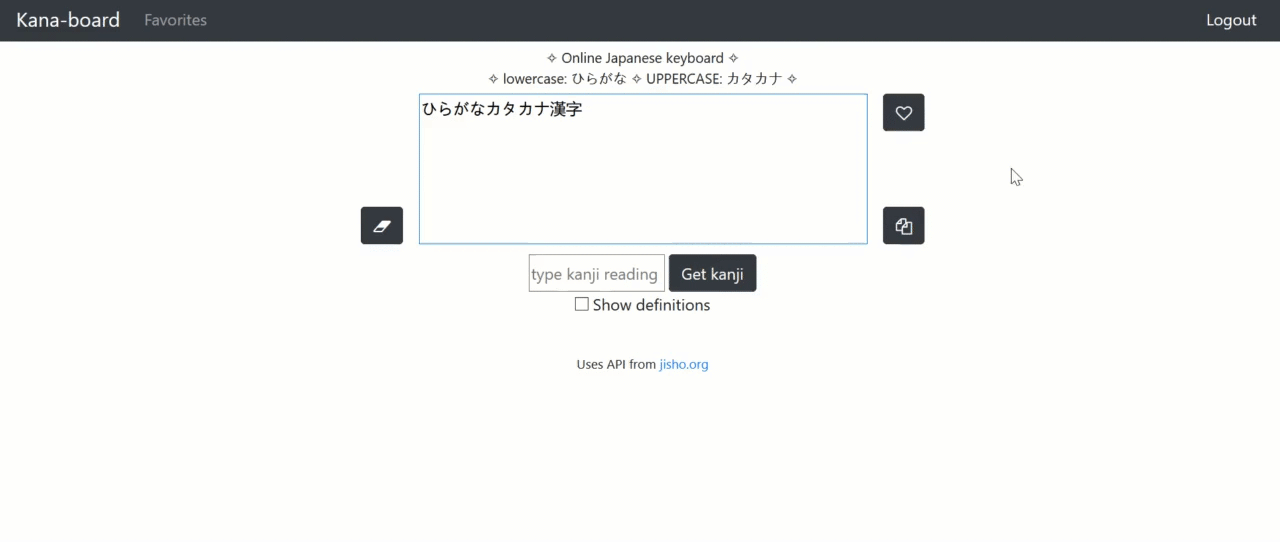 Kana-board Favorites Logout
✧ Online Japanese keyboard ✧
✧ lowercase: ひらがな ✧ UPPERCASE: カタカナ ✧
ひらがなカタカナ漢字
type kanji reading Get kanji
Show definitions
Uses API from jisho.org